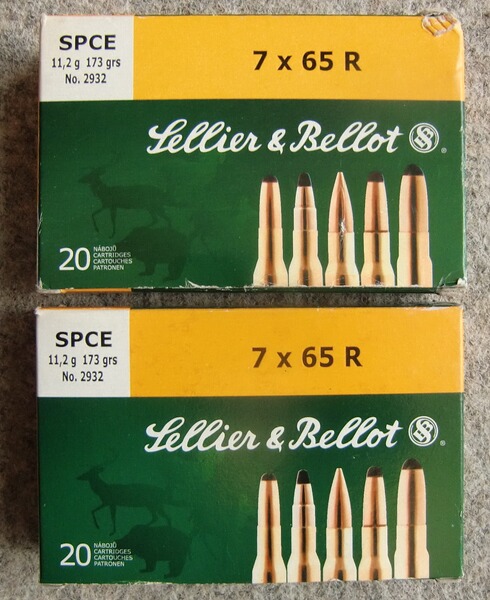 SPCE
11,2 g 173 grs
No. 2932
7 x 65 R
Lellier & Bellot
®
20
NÁBOJŮ
CARTRIDGES
CARTOUCHES
PATRONEN
SPCE
11,2 g 173 grs
No. 2932
7 x 65 R
Sellier & Bellot
®
20
NÁBOJŮ
CARTRIDGES
CARTOUCHES
PATRONEN